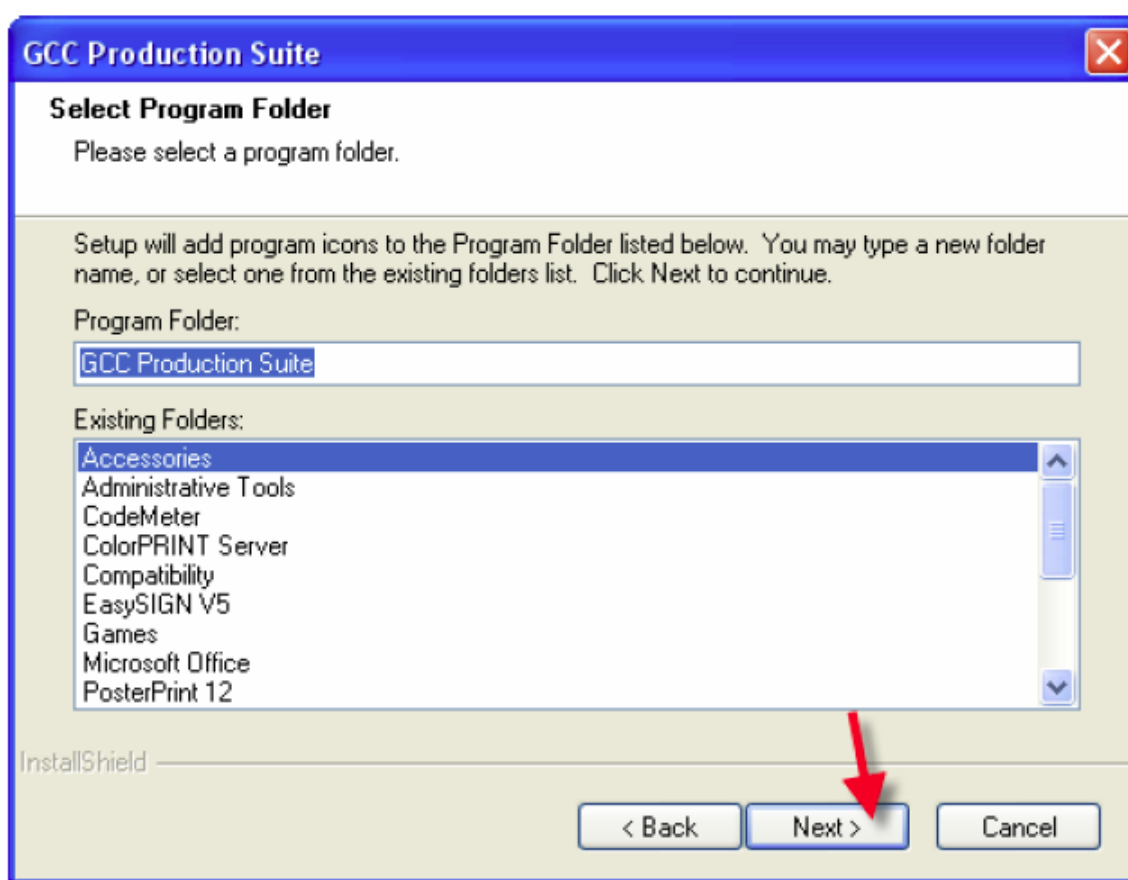 GCC Production Suite
Select Program Folder
Please select a program folder.
Setup will add program icons to the Program Folder listed below. You may type a new folder
name, or select one from the existing folders list. Click Next to continue.
Program Folder:
GCC Production Suite
Existing Folders:
Accessories
Administrative Tools
CodeMeter
ColorPRINT Server
Compatibility
EasySIGN V5
Games
Microsoft Office
PosterPrint 12
InstallShield
< Back Next > Cancel